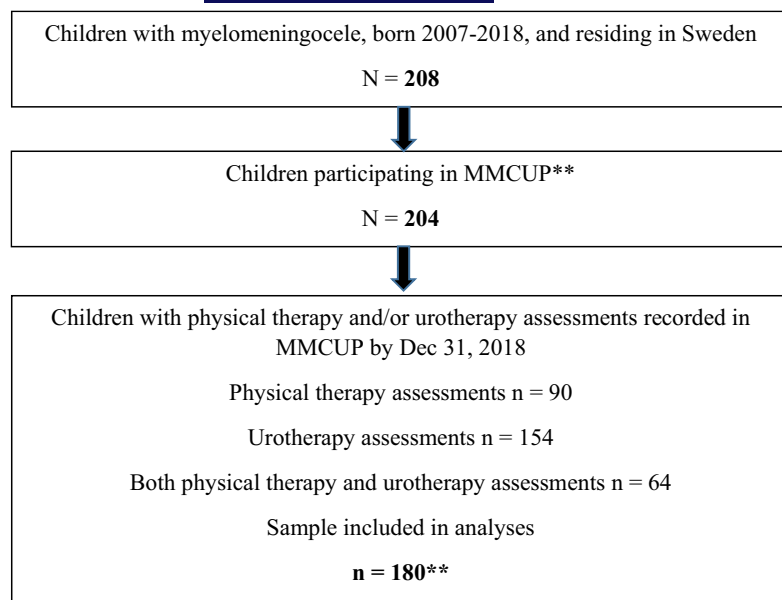 Children with myelomeningocele, born 2007-2018, and residing in Sweden
N = 208
Children participating in MMCUP**
N = 204
Children with physical therapy and/or urotherapy assessments recorded in
MMCUP by Dec 31, 2018
Physical therapy assessments n = 90
Urotherapy assessments n = 154
Both physical therapy and urotherapy assessments n = 64
Sample included in analyses
n = 180**